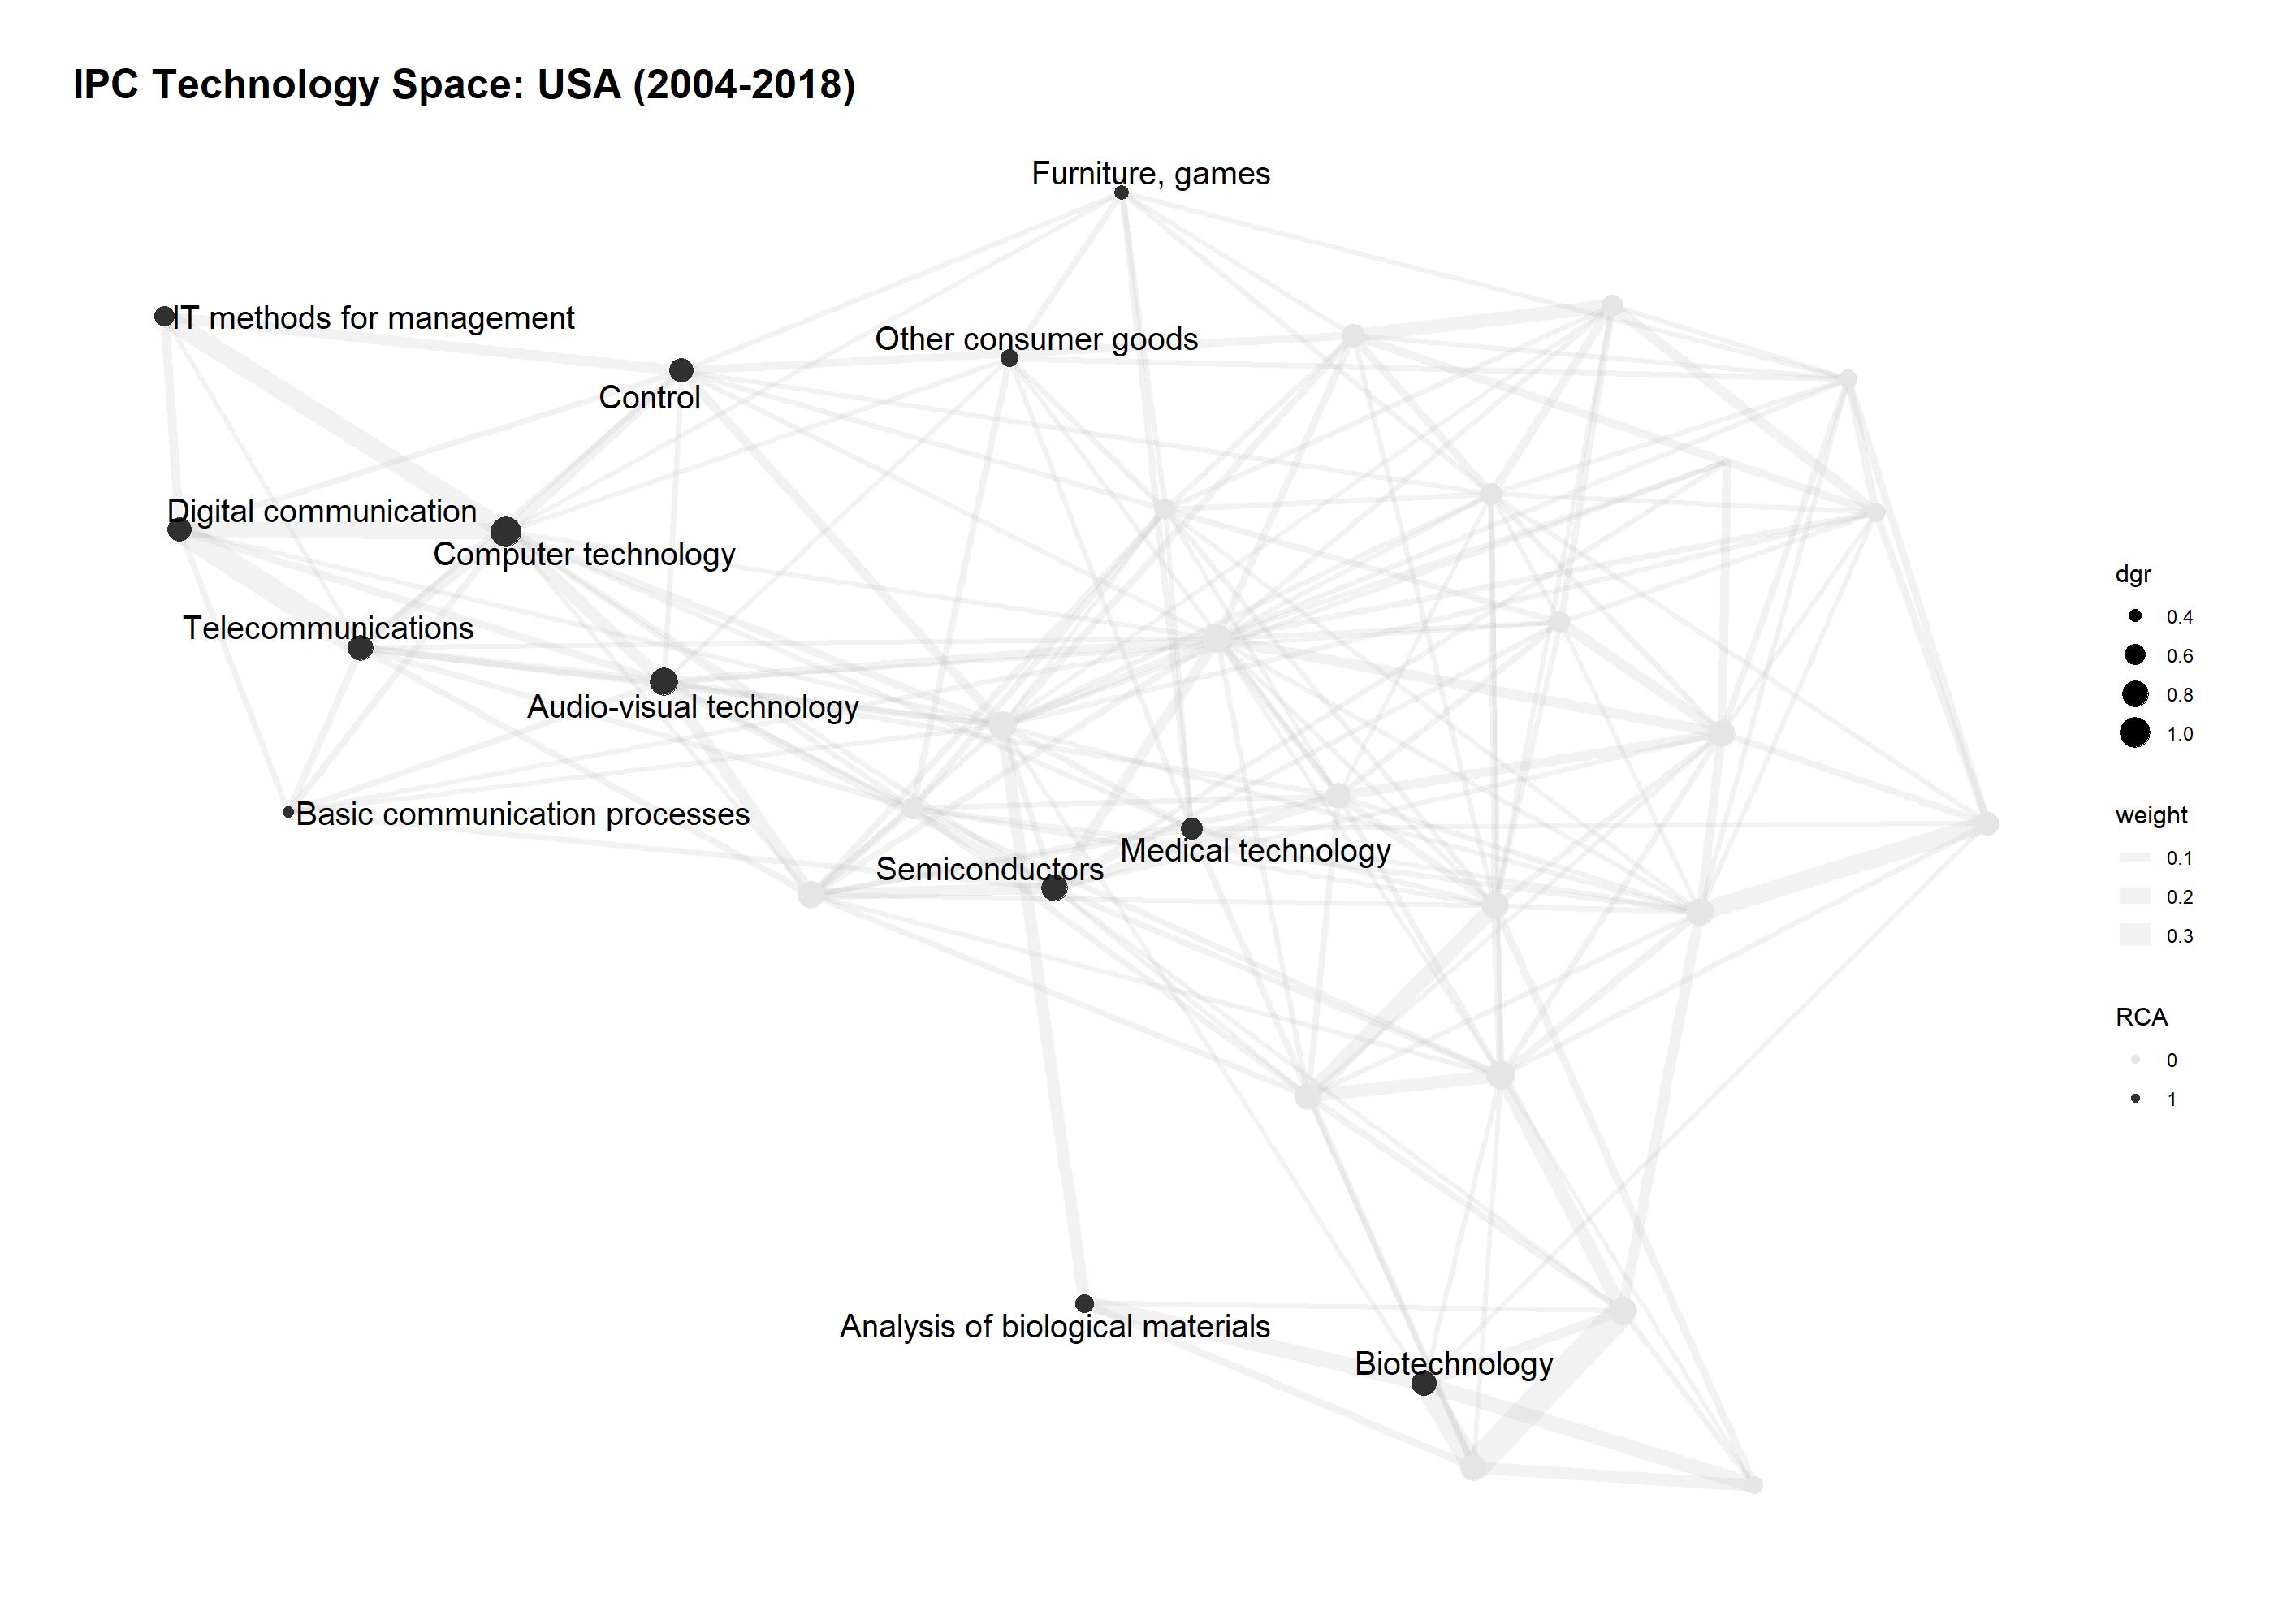 IPC Technology Space: USA (2004-2018)
Furniture, games
IT methods for management
Other consumer goods
Control
Digital communication
Computer technology
Telecommunications
Audio-visual technology
Basic communication processes
Medical technology
Semiconductors
Analysis of biological materials
Biotechnology
dgr
0.4
0.6
0.8
1.0
weight
0.1
0.2
0.3
RCA
0
1